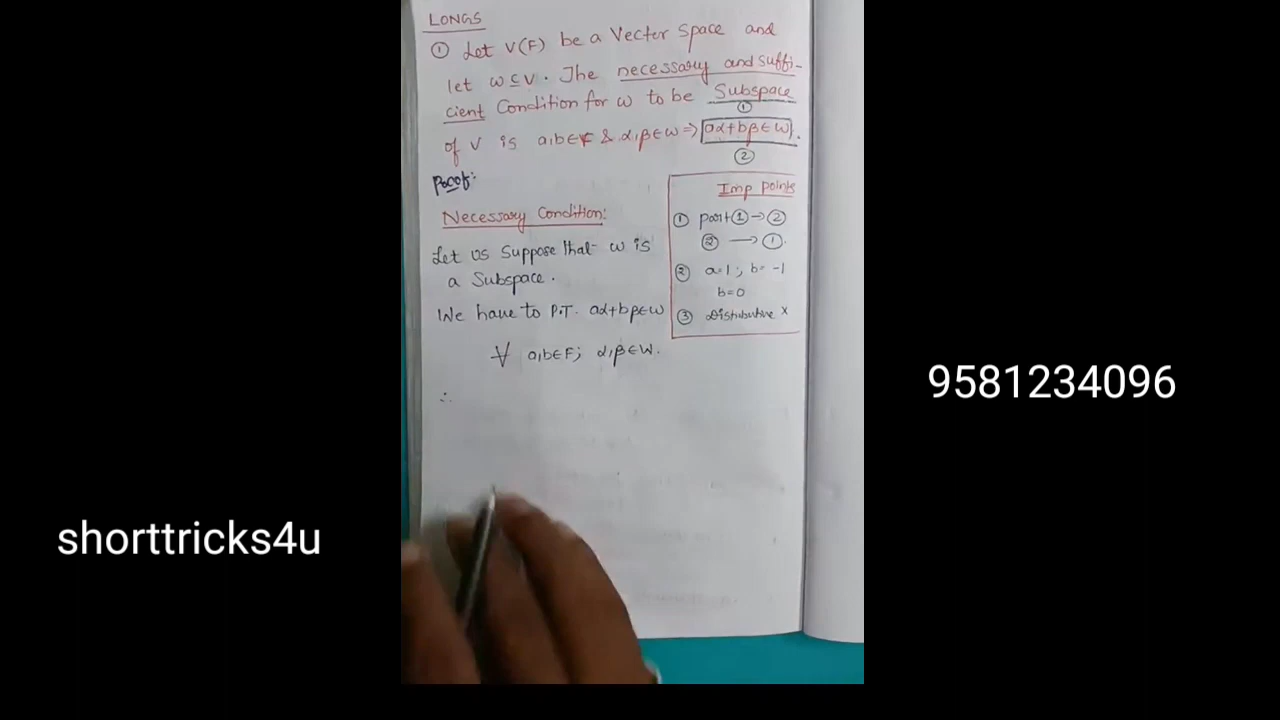 LONGS
① Let V(F) be a Vector Space and
let W ⊆ V. The necessary and suffi-
cient Condition for W to be Subspace
①
of V is a,b∈F & α,β∈W ⇒ aα+bβ∈W.
②
Proof:
Necessary Condition:
Let us Suppose that W is
a Subspace.
We have to P.T. aα+bβ∈W
∀ a,b∈F; α,β∈W.
∴
Imp points
① part ① → ②
② → ①.
② a=1; b=-1
b=0
③ Distributive ×
9581234096
shorttricks4u